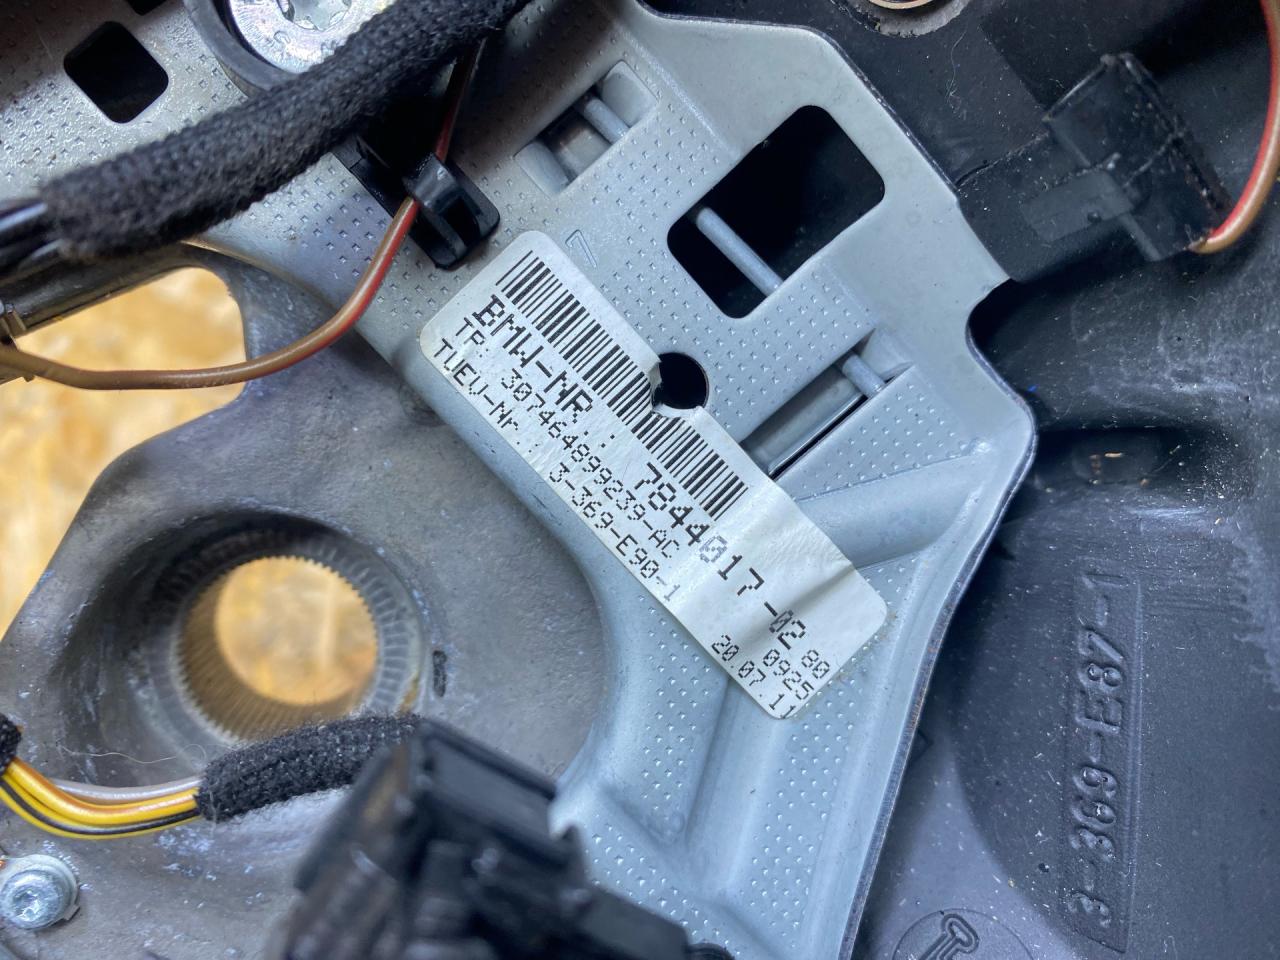 BMW-NR.: 7844017-02
TP: 307464899239-AC 0925 80
TUEV-Nr.: 3-369-E90-1 20.07.11
3-369-E87-1